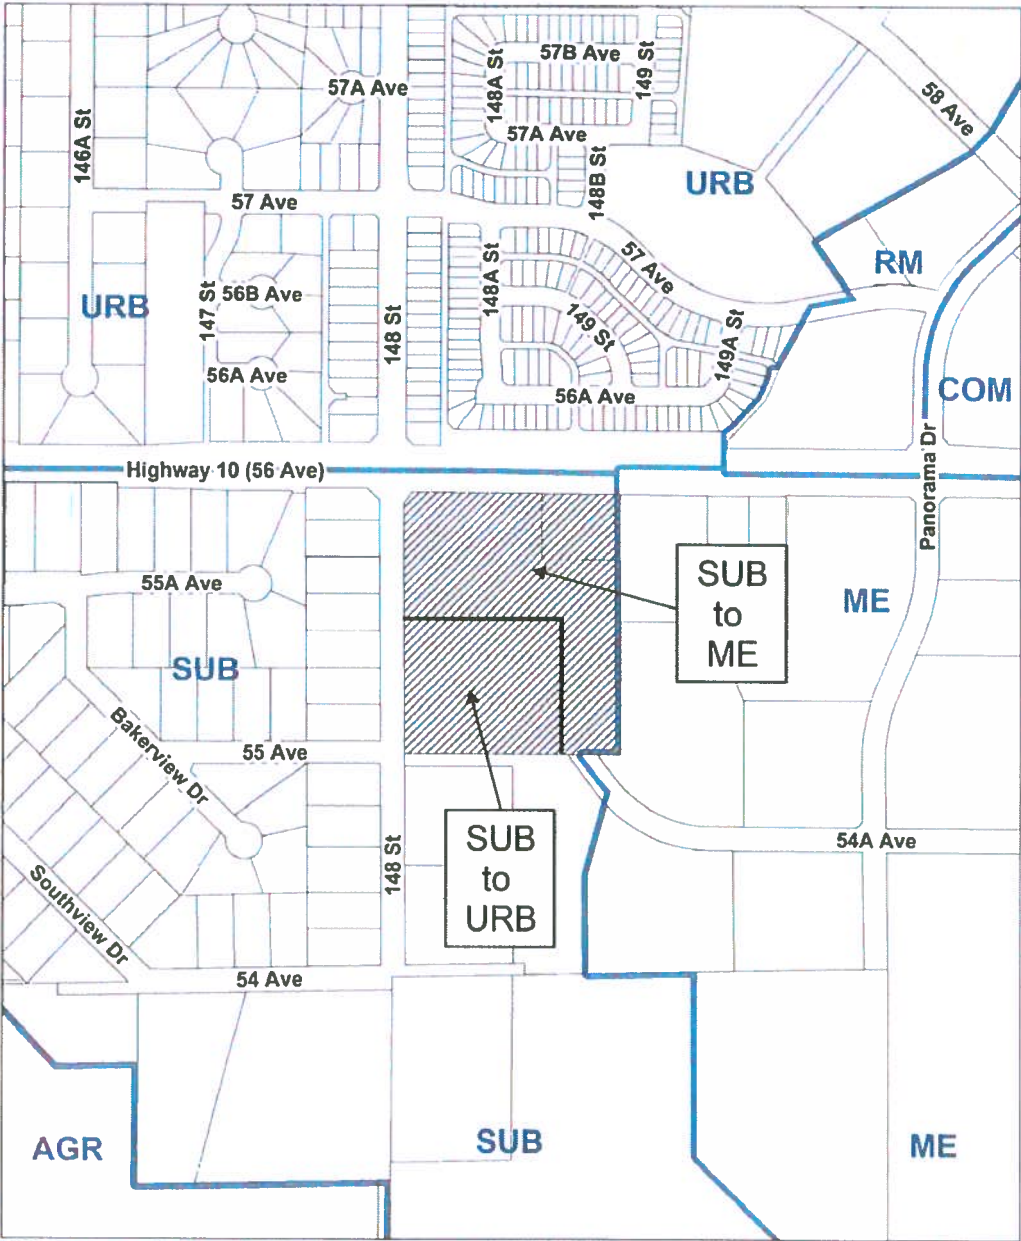 57B Ave
149 St
148A St
57A Ave
58 Ave
57A Ave
146A St
148B St
URB
57 Ave
RM
57 Ave
148A St
URB
56B Ave
147 St
149 St
148 St
149A St
56A Ave
COM
56A Ave
Highway 10 (56 Ave)
Panorama Dr
55A Ave
SUB
to
ME
ME
SUB
Bakerview Dr
55 Ave
SUB
to
URB
54A Ave
148 St
Southview Dr
54 Ave
AGR
SUB
ME